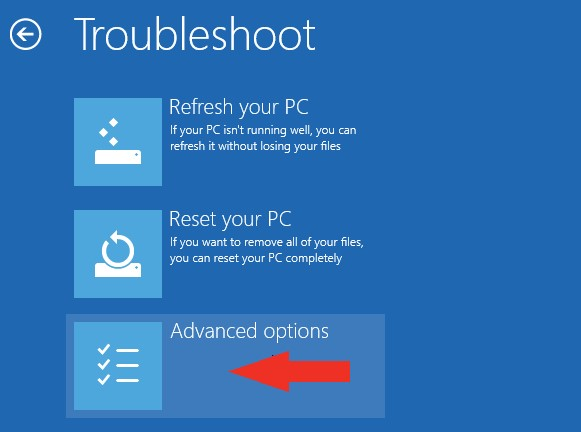 Troubleshoot
Refresh your PC
If your PC isn't running well, you can
refresh it without losing your files
Reset your PC
If you want to remove all of your files,
you can reset your PC completely
Advanced options